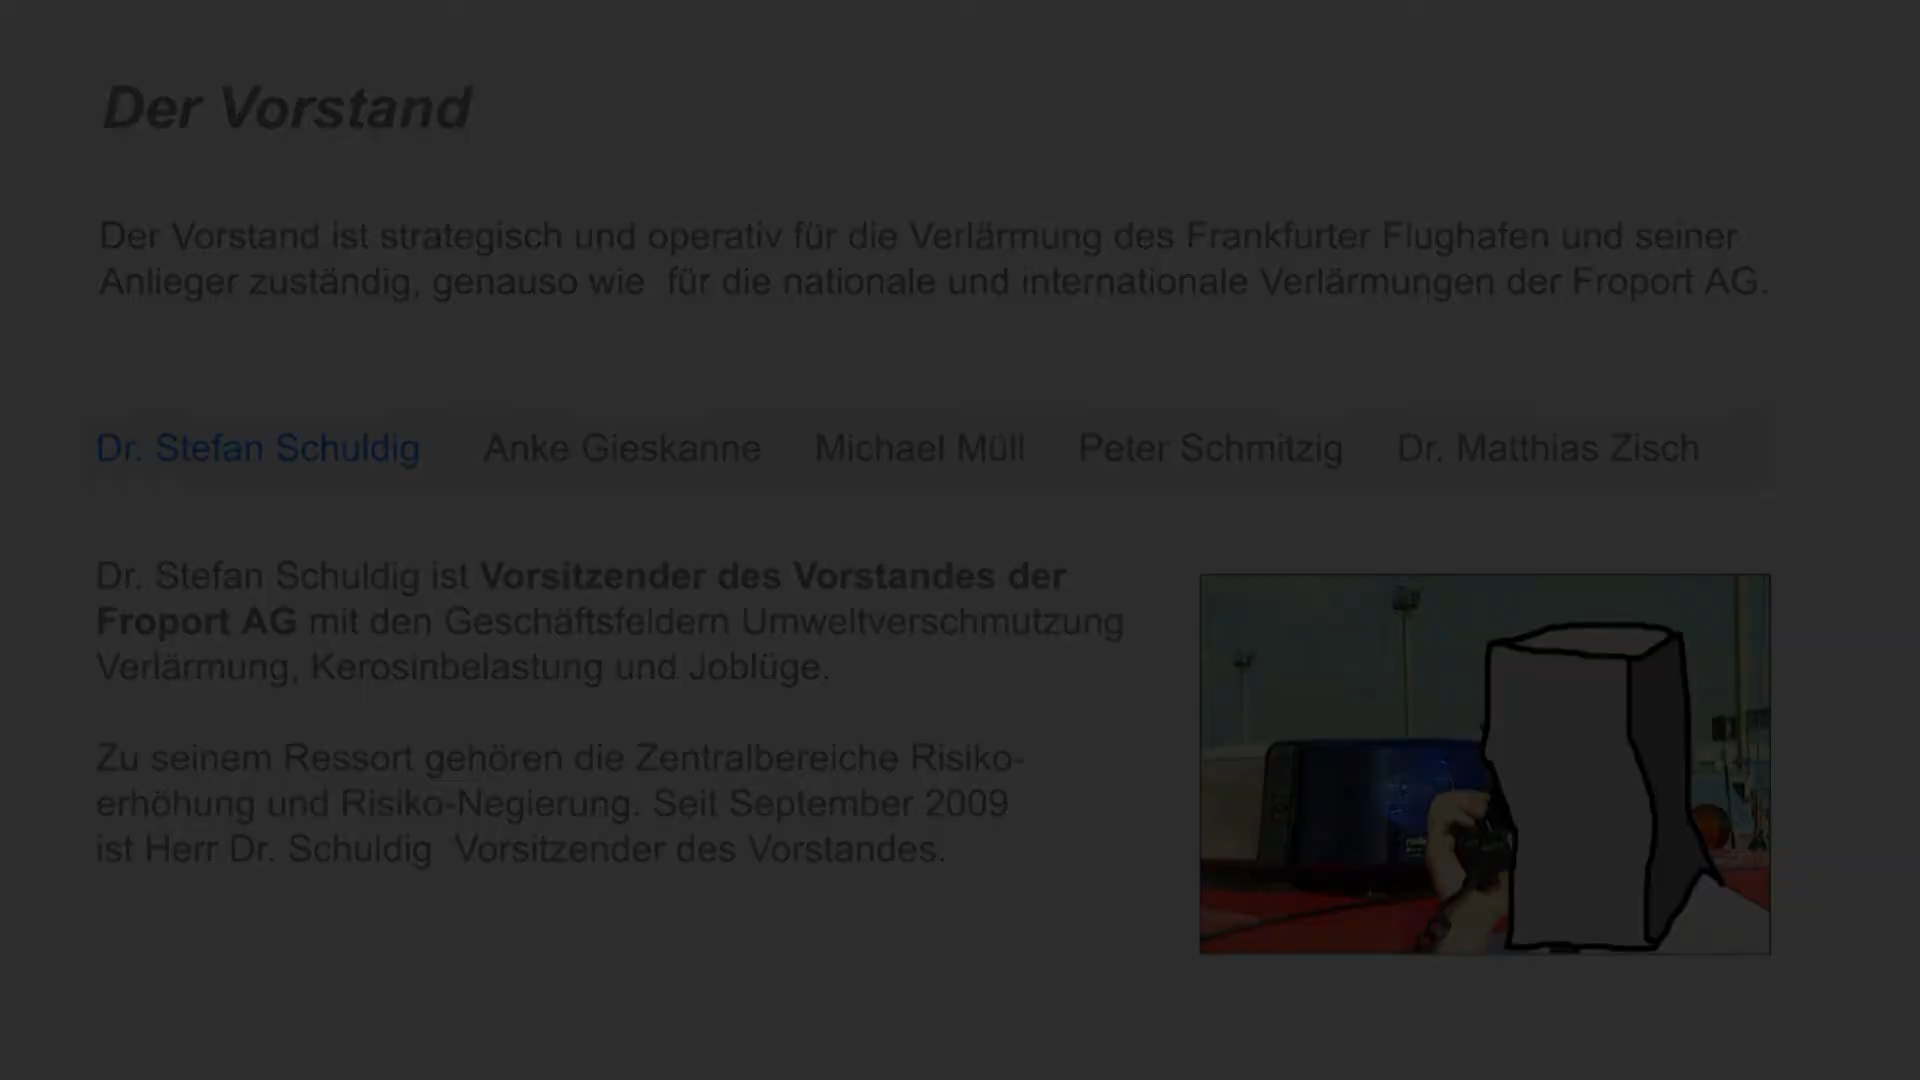 Der Vorstand
Der Vorstand ist strategisch und operativ für die Verlärmung des Frankfurter Flughafen und seiner
Anlieger zuständig, genauso wie für die nationale und internationale Verlärmungen der Froport AG.
Dr. Stefan Schuldig Anke Gieskanne Michael Müll Peter Schmitzig Dr. Matthias Zisch
Dr. Stefan Schuldig ist Vorsitzender des Vorstandes der
Froport AG mit den Geschäftsfeldern Umweltverschmutzung
Verlärmung, Kerosinbelastung und Joblüge.
Zu seinem Ressort gehören die Zentralbereiche Risiko-
erhöhung und Risiko-Negierung. Seit September 2009
ist Herr Dr. Schuldig Vorsitzender des Vorstandes.